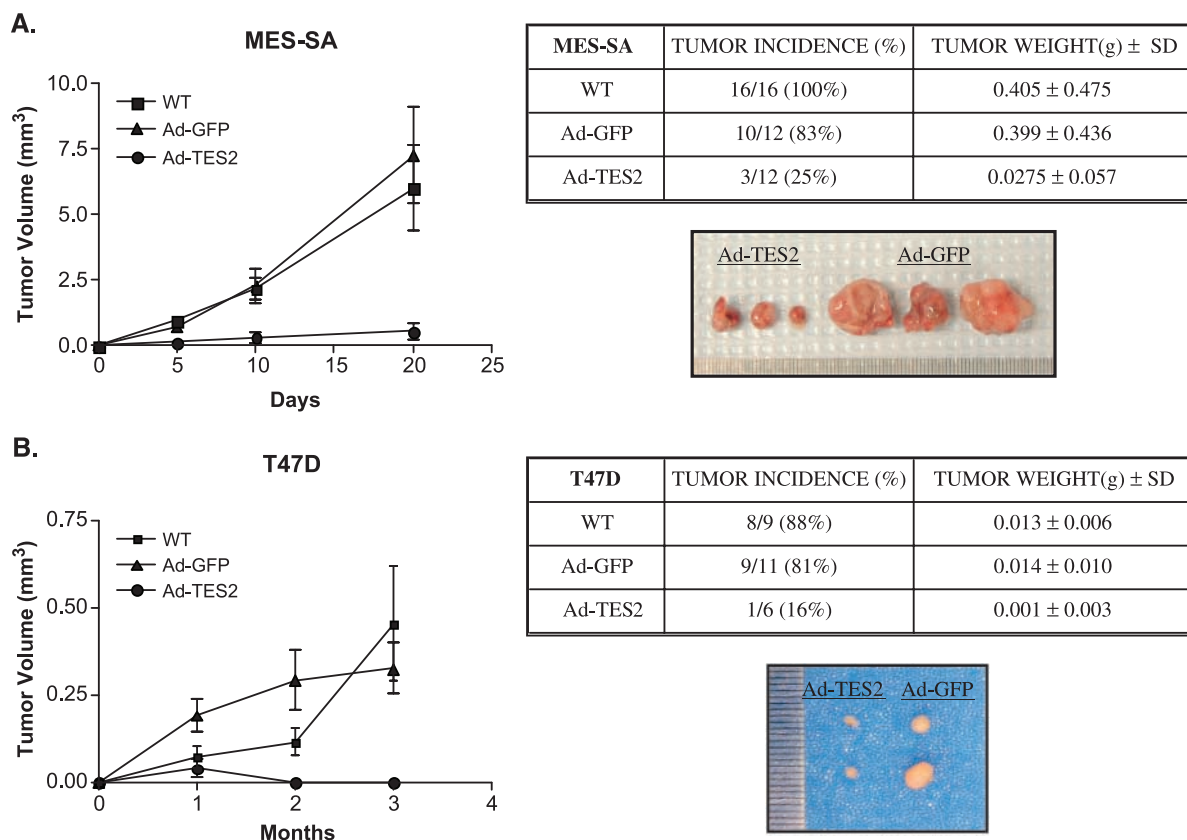 A.
MES-SA
Tumor Volume (mm³)
10.0
7.5
5.0
2.5
0.0
WT
Ad-GFP
Ad-TES2
0 5 10 15 20 25
Days
MES-SA TUMOR INCIDENCE (%) TUMOR WEIGHT(g) ± SD
WT 16/16 (100%) 0.405 ± 0.475
Ad-GFP 10/12 (83%) 0.399 ± 0.436
Ad-TES2 3/12 (25%) 0.0275 ± 0.057
Ad-TES2 Ad-GFP
B.
T47D
Tumor Volume (mm³)
0.75
0.50
0.25
0.00
WT
Ad-GFP
Ad-TES2
0 1 2 3 4
Months
T47D TUMOR INCIDENCE (%) TUMOR WEIGHT(g) ± SD
WT 8/9 (88%) 0.013 ± 0.006
Ad-GFP 9/11 (81%) 0.014 ± 0.010
Ad-TES2 1/6 (16%) 0.001 ± 0.003
Ad-TES2 Ad-GFP